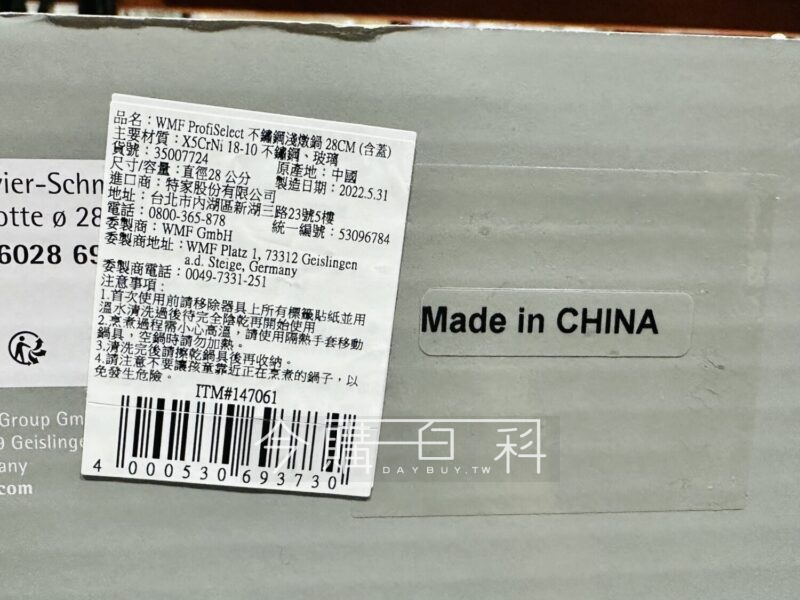 品名：WMF ProfiSelect 不鏽鋼淺燉鍋 28CM (含蓋)
主要材質：X5CrNi 18-10 不鏽鋼、玻璃
貨號：35007724 原產地：中國
尺寸/容量：直徑28 公分 製造日期：2022.5.31
進口商：特家股份有限公司
地址：台北市內湖區新湖三路23號5樓
電話：0800-365-878 統一編號：53096784
委製商：WMF GmbH
委製商地址：WMF Platz 1, 73312 Geislingen
a.d. Steige, Germany
委製商電話：0049-7331-251
注意事項：
1.首次使用前請移除器具上所有標籤貼紙並用
溫水清洗過後待完全陰乾再開始使用
2.烹煮過程需小心高溫，請使用隔熱手套移動
鍋具，空鍋時請勿加熱。
3.清洗完後請擦乾鍋具後再收納。
4.請注意不要讓孩童靠近正在烹煮的鍋子，以
免發生危險。
ITM#147061
4 000530 693730
vier-Schm
otte ø 28
6028 69
Group Gm
9 Geislinge
any
.com
Made in CHINA
今購百科
DAYBUY.TW